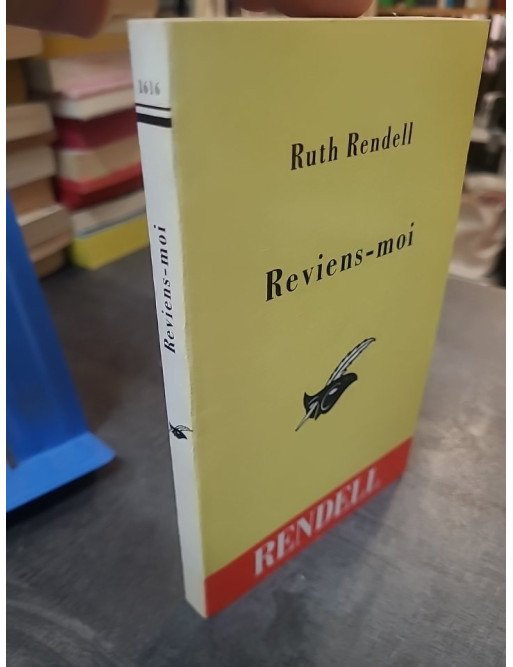 1616
Reviens-moi
Ruth Rendell
Reviens-moi
RENDELL